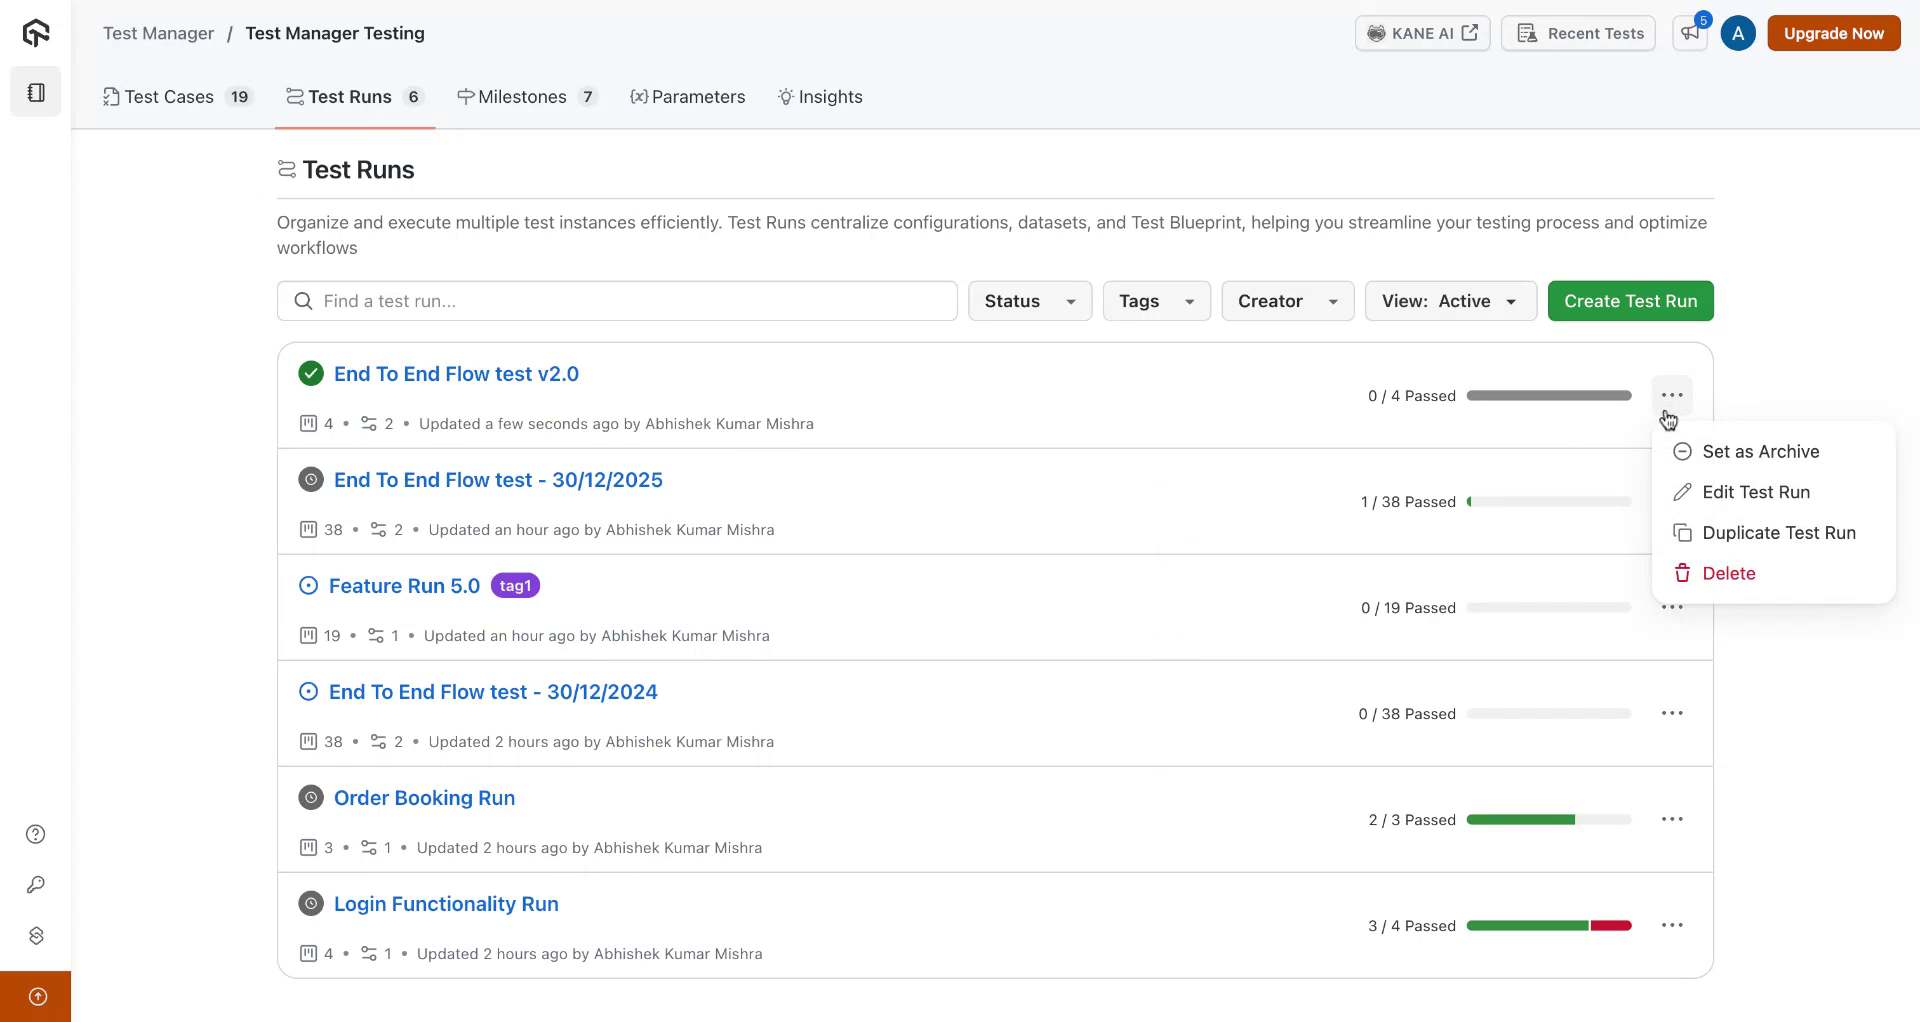 Test Manager / Test Manager Testing
KANE AI
Recent Tests
5
A
Upgrade Now
Test Cases 19
Test Runs 6
Milestones 7
{x} Parameters
Insights
Test Runs
Organize and execute multiple test instances efficiently. Test Runs centralize configurations, datasets, and Test Blueprint, helping you streamline your testing process and optimize
workflows
Find a test run...
Status
Tags
Creator
View: Active
Create Test Run
End To End Flow test v2.0
0 / 4 Passed
4 • 2 • Updated a few seconds ago by Abhishek Kumar Mishra
Set as Archive
Edit Test Run
Duplicate Test Run
Delete
End To End Flow test - 30/12/2025
1 / 38 Passed
38 • 2 • Updated an hour ago by Abhishek Kumar Mishra
Feature Run 5.0 tag1
0 / 19 Passed
19 • 1 • Updated an hour ago by Abhishek Kumar Mishra
End To End Flow test - 30/12/2024
0 / 38 Passed
38 • 2 • Updated 2 hours ago by Abhishek Kumar Mishra
Order Booking Run
2 / 3 Passed
3 • 1 • Updated 2 hours ago by Abhishek Kumar Mishra
Login Functionality Run
3 / 4 Passed
4 • 1 • Updated 2 hours ago by Abhishek Kumar Mishra